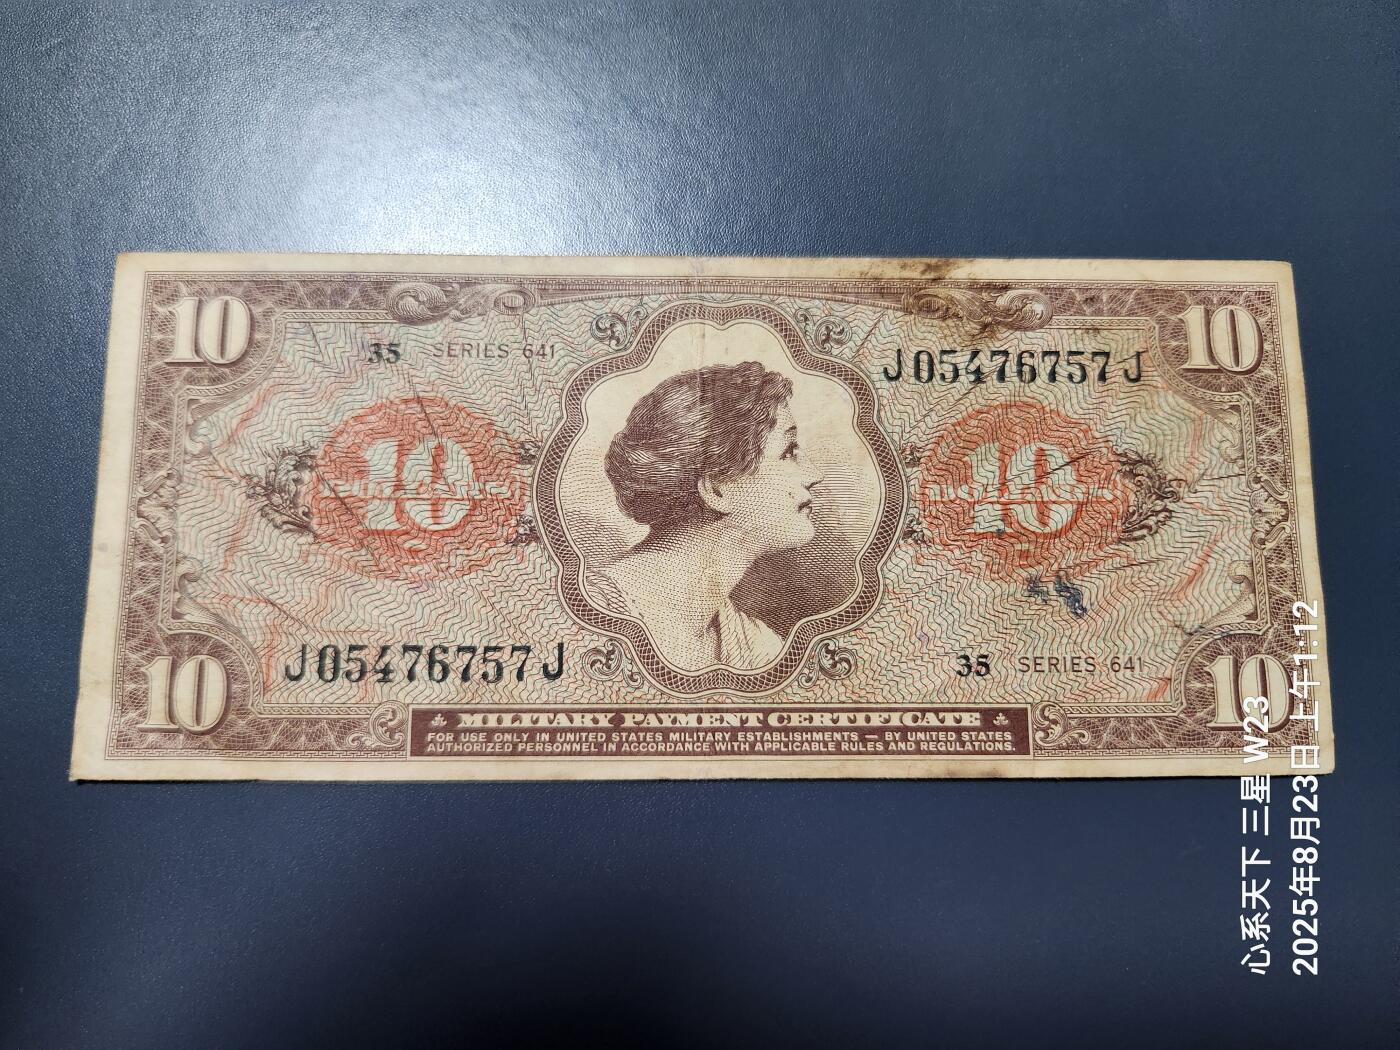 10
10
35 SERIES 641
J05476757J
10
10
J05476757J
35 SERIES 641
10
10
MILITARY PAYMENT CERTIFICATE
FOR USE ONLY IN UNITED STATES MILITARY ESTABLISHMENTS — BY UNITED STATES
AUTHORIZED PERSONNEL IN ACCORDANCE WITH APPLICABLE RULES AND REGULATIONS.
心系天下 三星 W23
2025年8月23日 上午1:12